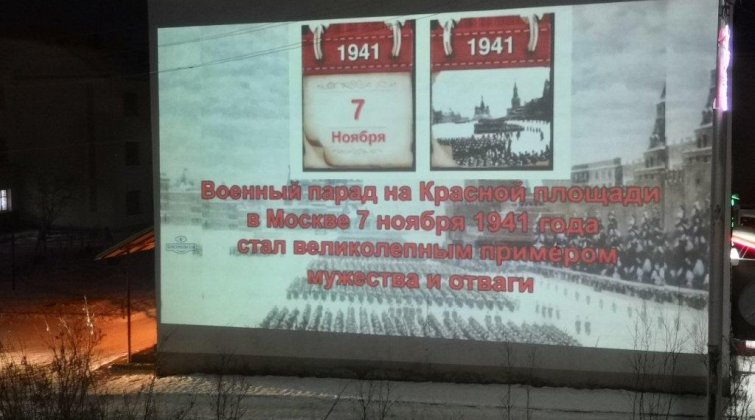 1941
7
Ноября
1941
Военный парад на Красной площади
в Москве 7 ноября 1941 года
стал великолепным примером
мужества и отваги